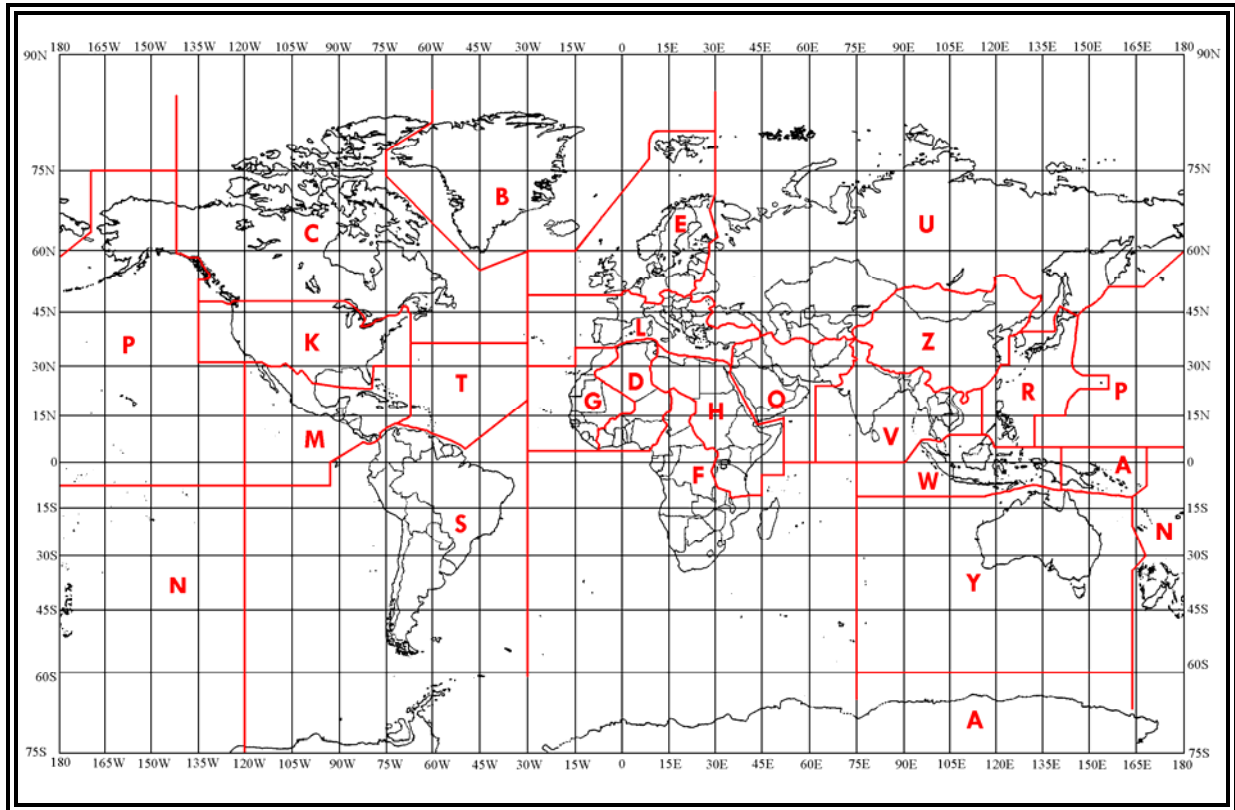 180 165W 150W 135W 120W 105W 90W 75W 60W 45W 30W 15W 0 15E 30E 45E 60E 75E 90E 105E 120E 135E 150E 165E 180
90N 90N
75N 75N
B
E
C U
60N 60N
45N 45N
L
P K Z
30N 30N
T D R P
G H O
15N 15N
M V
0 A 0
F W
15S 15S
S
N
30S 30S
N Y
45S 45S
60S 60S
A
75S 75S
180 165W 150W 135W 120W 105W 90W 75W 60W 45W 30W 15W 0 15E 30E 45E 60E 75E 90E 105E 120E 135E 150E 165E 180